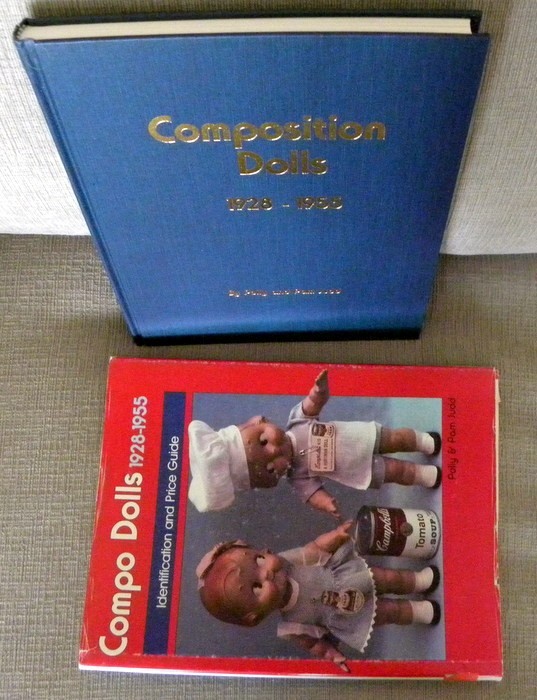 Composition
Dolls
1928 - 1955
By Polly and Pam Judd
Compo Dolls 1928-1955
Identification and Price Guide
Polly & Pam Judd
Campbell's
Tomato
SOUP